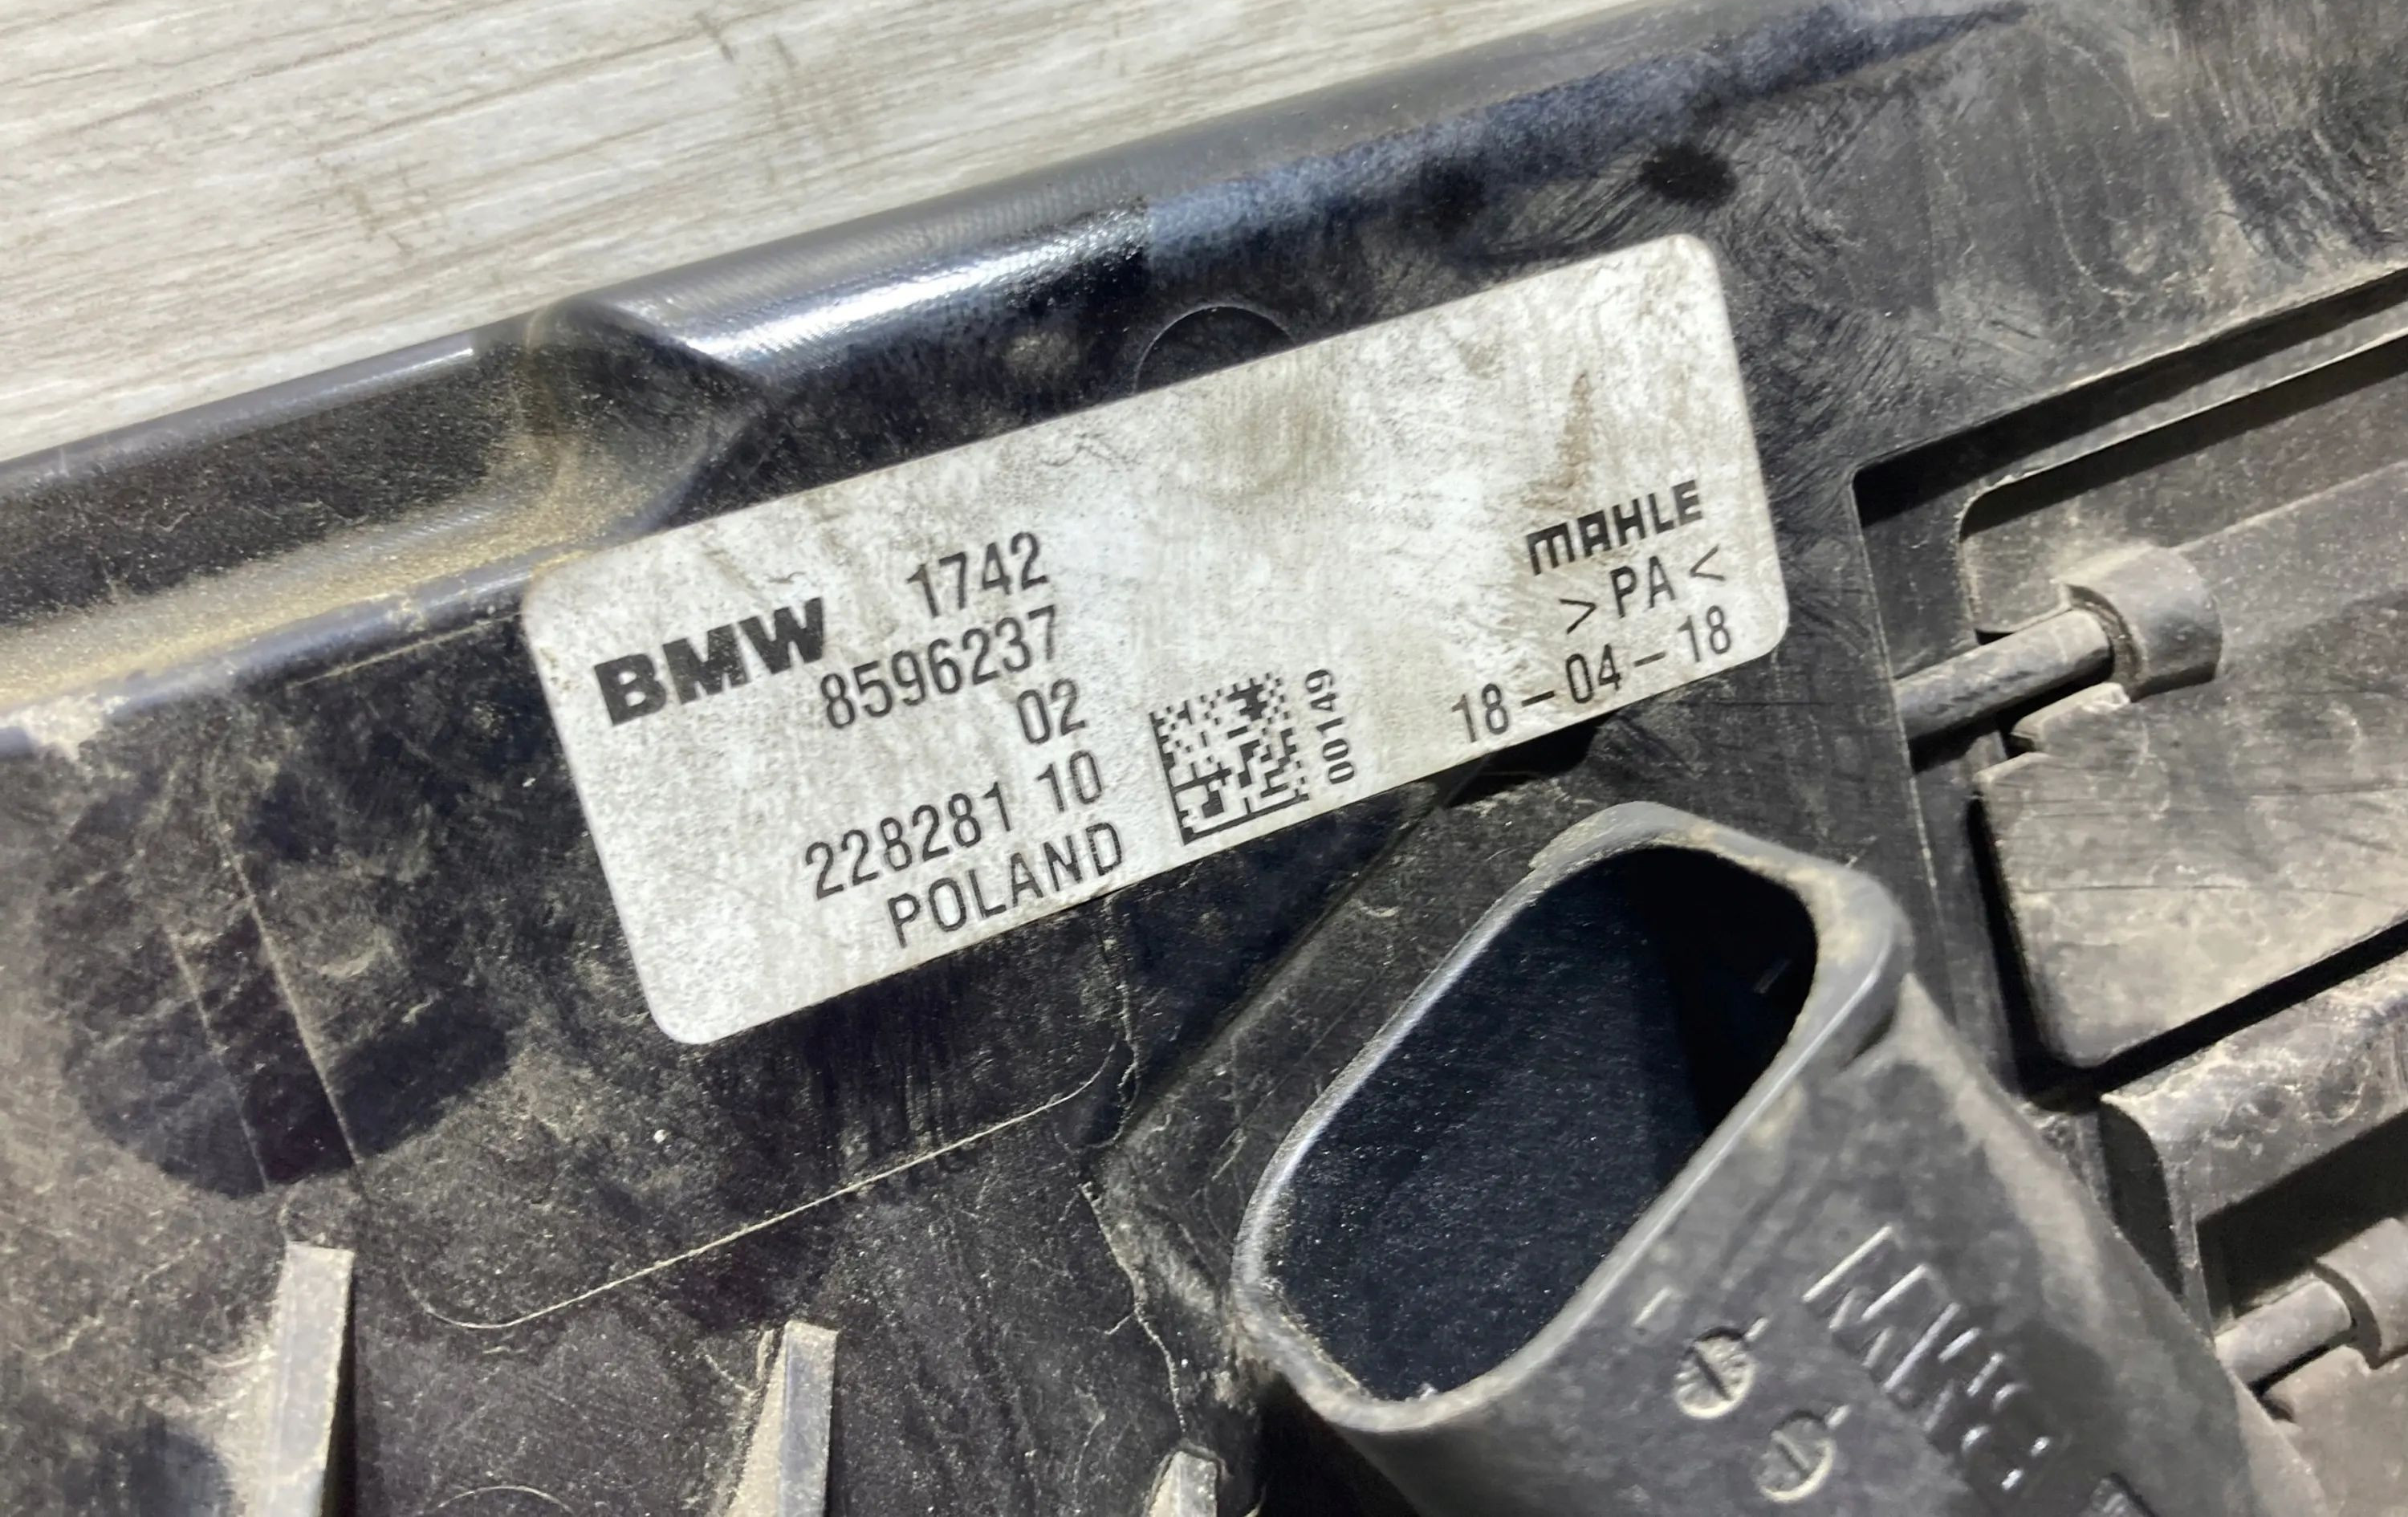 BMW 1742
8596237
02
228281 10
POLAND
00149
MAHLE
>PA<
18-04-18